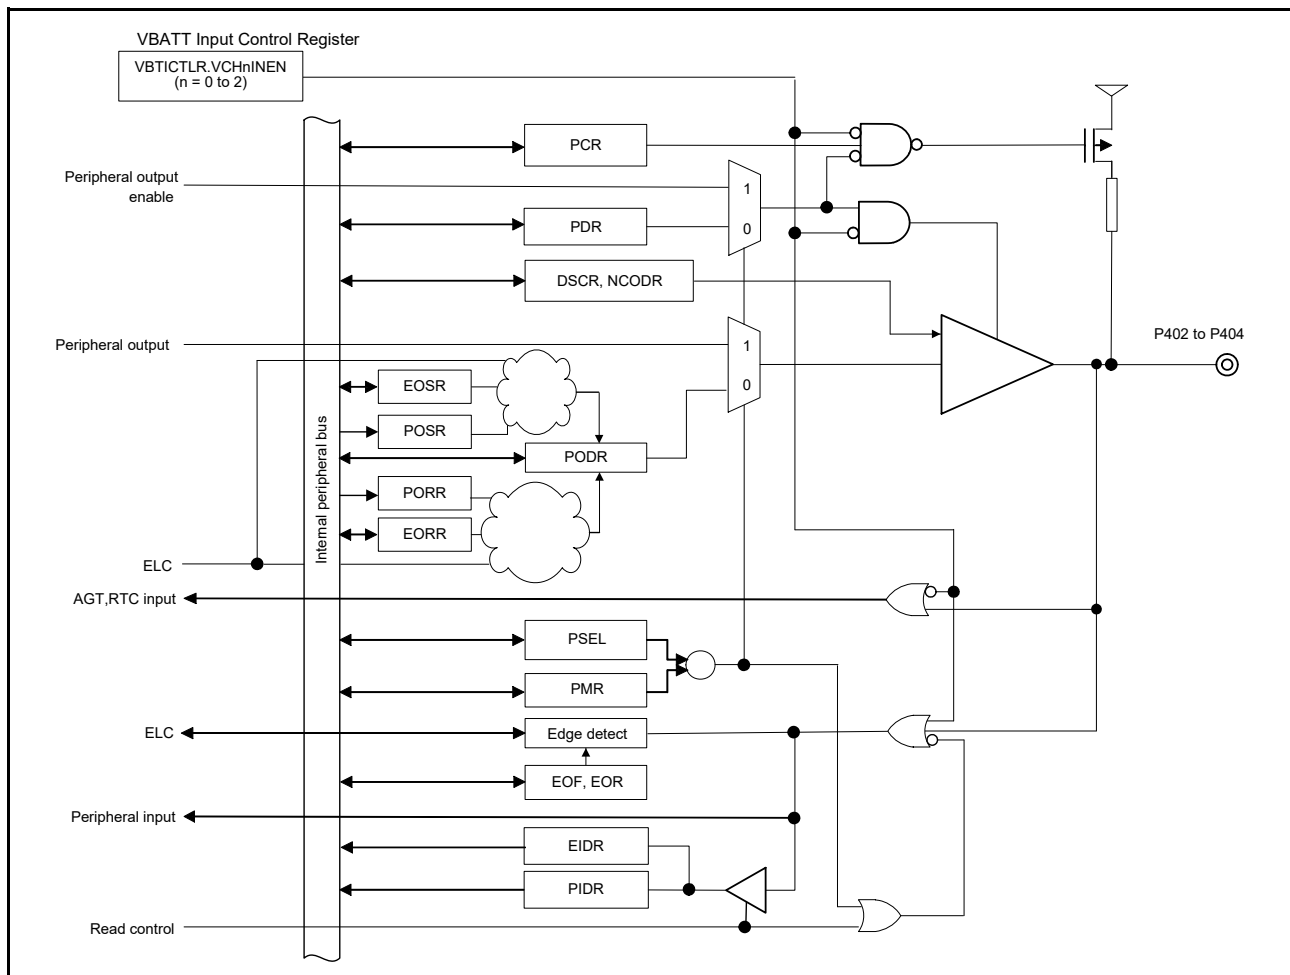 VBATT Input Control Register
VBTICTLR.VCHnINEN
(n = 0 to 2)
PCR
Peripheral output
enable
1
PDR
0
DSCR, NCODR
Peripheral output
1
P402 to P404
EOSR
0
POSR
Internal peripheral bus
PODR
PORR
EORR
ELC
AGT,RTC input
PSEL
PMR
ELC
Edge detect
EOF, EOR
Peripheral input
EIDR
PIDR
Read control